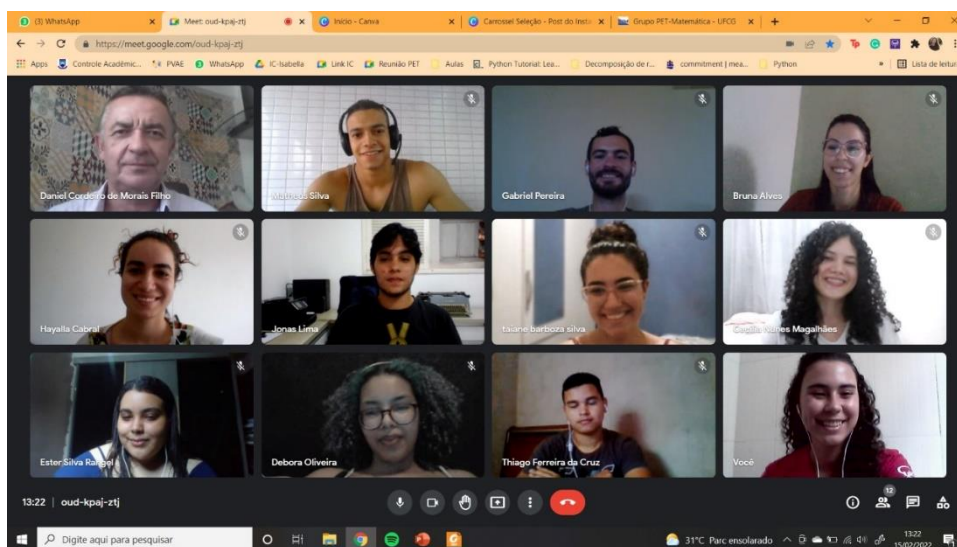 (3) WhatsApp
Meet: oud-kpaj-ztj
Início - Canva
Carrossel Seleção - Post do Insta
Grupo PET-Matemática - UFCG
https://meet.google.com/oud-kpaj-ztj
Apps
Controle Acadêmic...
PVAE
WhatsApp
IC-Isabella
Link IC
Reunião PET
Aulas
Python Tutorial: Lea...
Decomposição de r...
commitment | mea...
Python
»
Lista de leitur
Daniel Cordeiro de Morais Filho
Matheus Silva
Gabriel Pereira
Bruna Alves
Hayalla Cabral
Jonas Lima
taiane barboza silva
Nunes Magalhães
Ester Silva Rangel
Debora Oliveira
Thiago Ferreira da Cruz
Você
13:22 | oud-kpaj-ztj
12
Digite aqui para pesquisar
31°C Parc ensolarado
13:22
15/02/2022